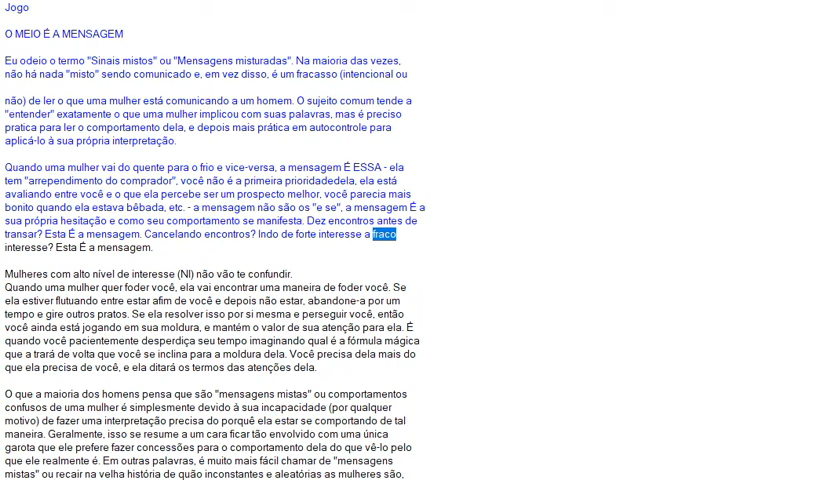 Jogo
O MEIO É A MENSAGEM
Eu odeio o termo "Sinais mistos" ou "Mensagens misturadas". Na maioria das vezes,
não há nada "misto" sendo comunicado e, em vez disso, é um fracasso (intencional ou
não) de ler o que uma mulher está comunicando a um homem. O sujeito comum tende a
"entender" exatamente o que uma mulher implicou com suas palavras, mas é preciso
pratica para ler o comportamento dela, e depois mais prática em autocontrole para
aplicá-lo à sua própria interpretação.
Quando uma mulher vai do quente para o frio e vice-versa, a mensagem É ESSA - ela
tem "arrependimento do comprador", você não é a primeira prioridadedela, ela está
avaliando entre você e o que ela percebe ser um prospecto melhor, você parecia mais
bonito quando ela estava bêbada, etc. - a mensagem não são os "e se", a mensagem É a
sua própria hesitação e como seu comportamento se manifesta. Dez encontros antes de
transar? Esta É a mensagem. Cancelando encontros? Indo de forte interesse a fraco
interesse? Esta É a mensagem.
Mulheres com alto nível de interesse (NI) não vão te confundir.
Quando uma mulher quer foder você, ela vai encontrar uma maneira de foder você. Se
ela estiver flutuando entre estar afim de você e depois não estar, abandone-a por um
tempo e gire outros pratos. Se ela resolver isso por si mesma e perseguir você, então
você ainda está jogando em sua moldura, e mantém o valor de sua atenção para ela. É
quando você pacientemente desperdiça seu tempo imaginando qual é a fórmula mágica
que a trará de volta que você se inclina para a moldura dela. Você precisa dela mais do
que ela precisa de você, e ela ditará os termos das atenções dela.
O que a maioria dos homens pensa que são "mensagens mistas" ou comportamentos
confusos de uma mulher é simplesmente devido à sua incapacidade (por qualquer
motivo) de fazer uma interpretação precisa do porquê ela estar se comportando de tal
maneira. Geralmente, isso se resume a um cara ficar tão envolvido com uma única
garota que ele prefere fazer concessões para o comportamento dela do que vê-lo pelo
que ele realmente é. Em outras palavras, é muito mais fácil chamar de "mensagens
mistas" ou recair na velha história de quão inconstantes e aleatórias as mulheres são,